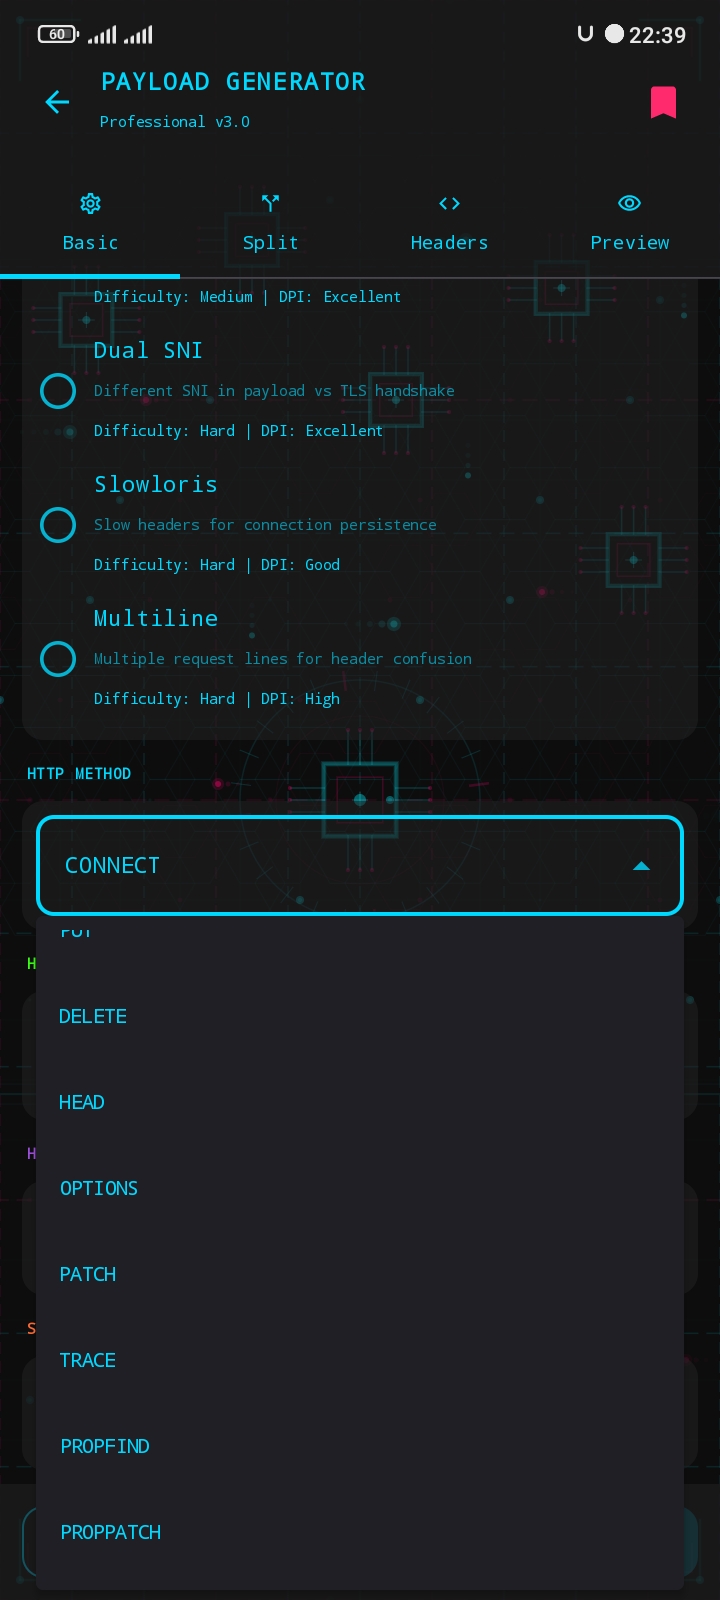 60
22:39
PAYLOAD GENERATOR
Professional v3.0
Basic
Split
Headers
Preview
Difficulty: Medium | DPI: Excellent
Dual SNI
Different SNI in payload vs TLS handshake
Difficulty: Hard | DPI: Excellent
Slowloris
Slow headers for connection persistence
Difficulty: Hard | DPI: Good
Multiline
Multiple request lines for header confusion
Difficulty: Hard | DPI: High
HTTP METHOD
CONNECT
PUT
H
DELETE
HEAD
H
OPTIONS
PATCH
S
TRACE
PROPFIND
PROPPATCH